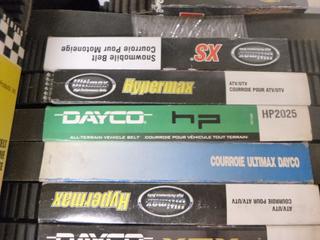 Snowmobile Belt
Courroie Pour Motoneige
XS
Ultimax
Hypermax
ATV/UTV
COURROIE POUR ATV/UTV
DAYCO
hp
HP2025
ALL-TERRAIN VEHICLE BELT
COURROIE POUR VÉHICULE TOUT TERRAIN
COURROIE ULTIMAX DAYCO
Hypermax
Ultimax
ATV/UTV
COURROIE POUR ATV/UTV
DAYCO